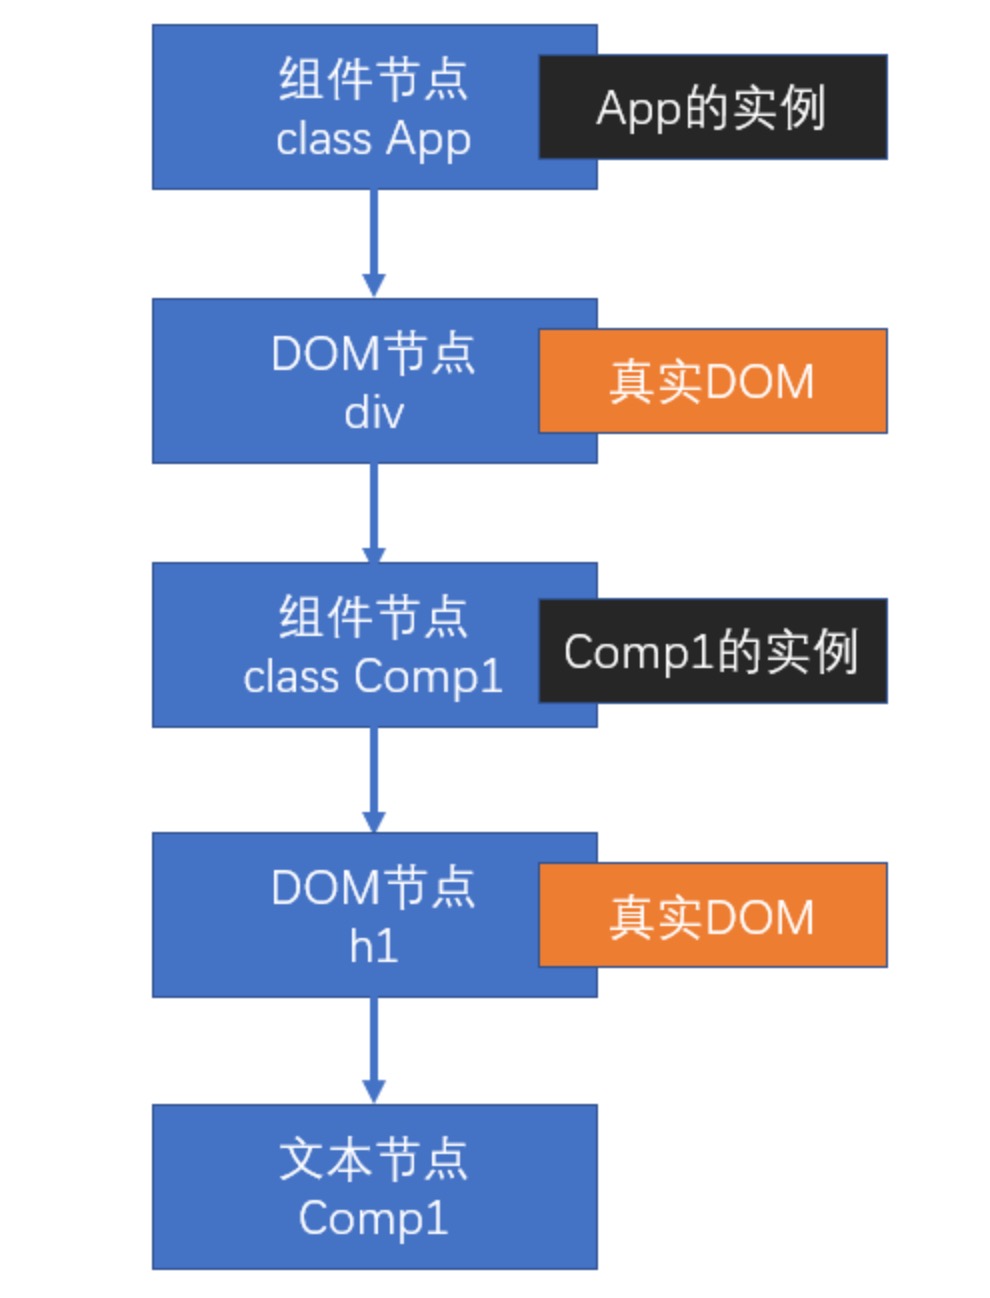 组件节点
class App
App的实例
DOM节点
div
真实DOM
组件节点
class Comp1
Comp1的实例
DOM节点
h1
真实DOM
文本节点
Comp1